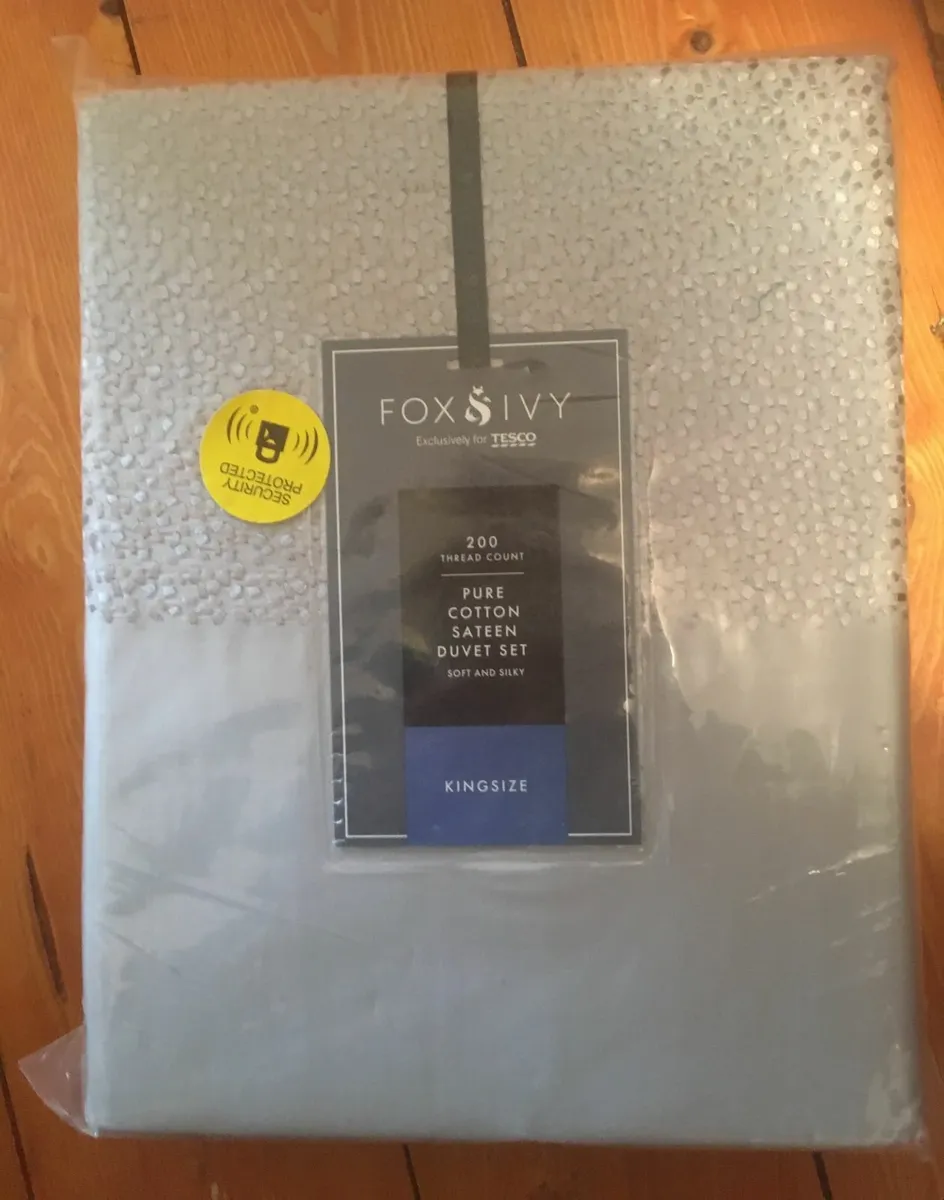 FOX & IVY
Exclusively for TESCO
SECURITY
PROTECTED
200
THREAD COUNT
PURE
COTTON
SATEEN
DUVET SET
SOFT AND SILKY
KINGSIZE